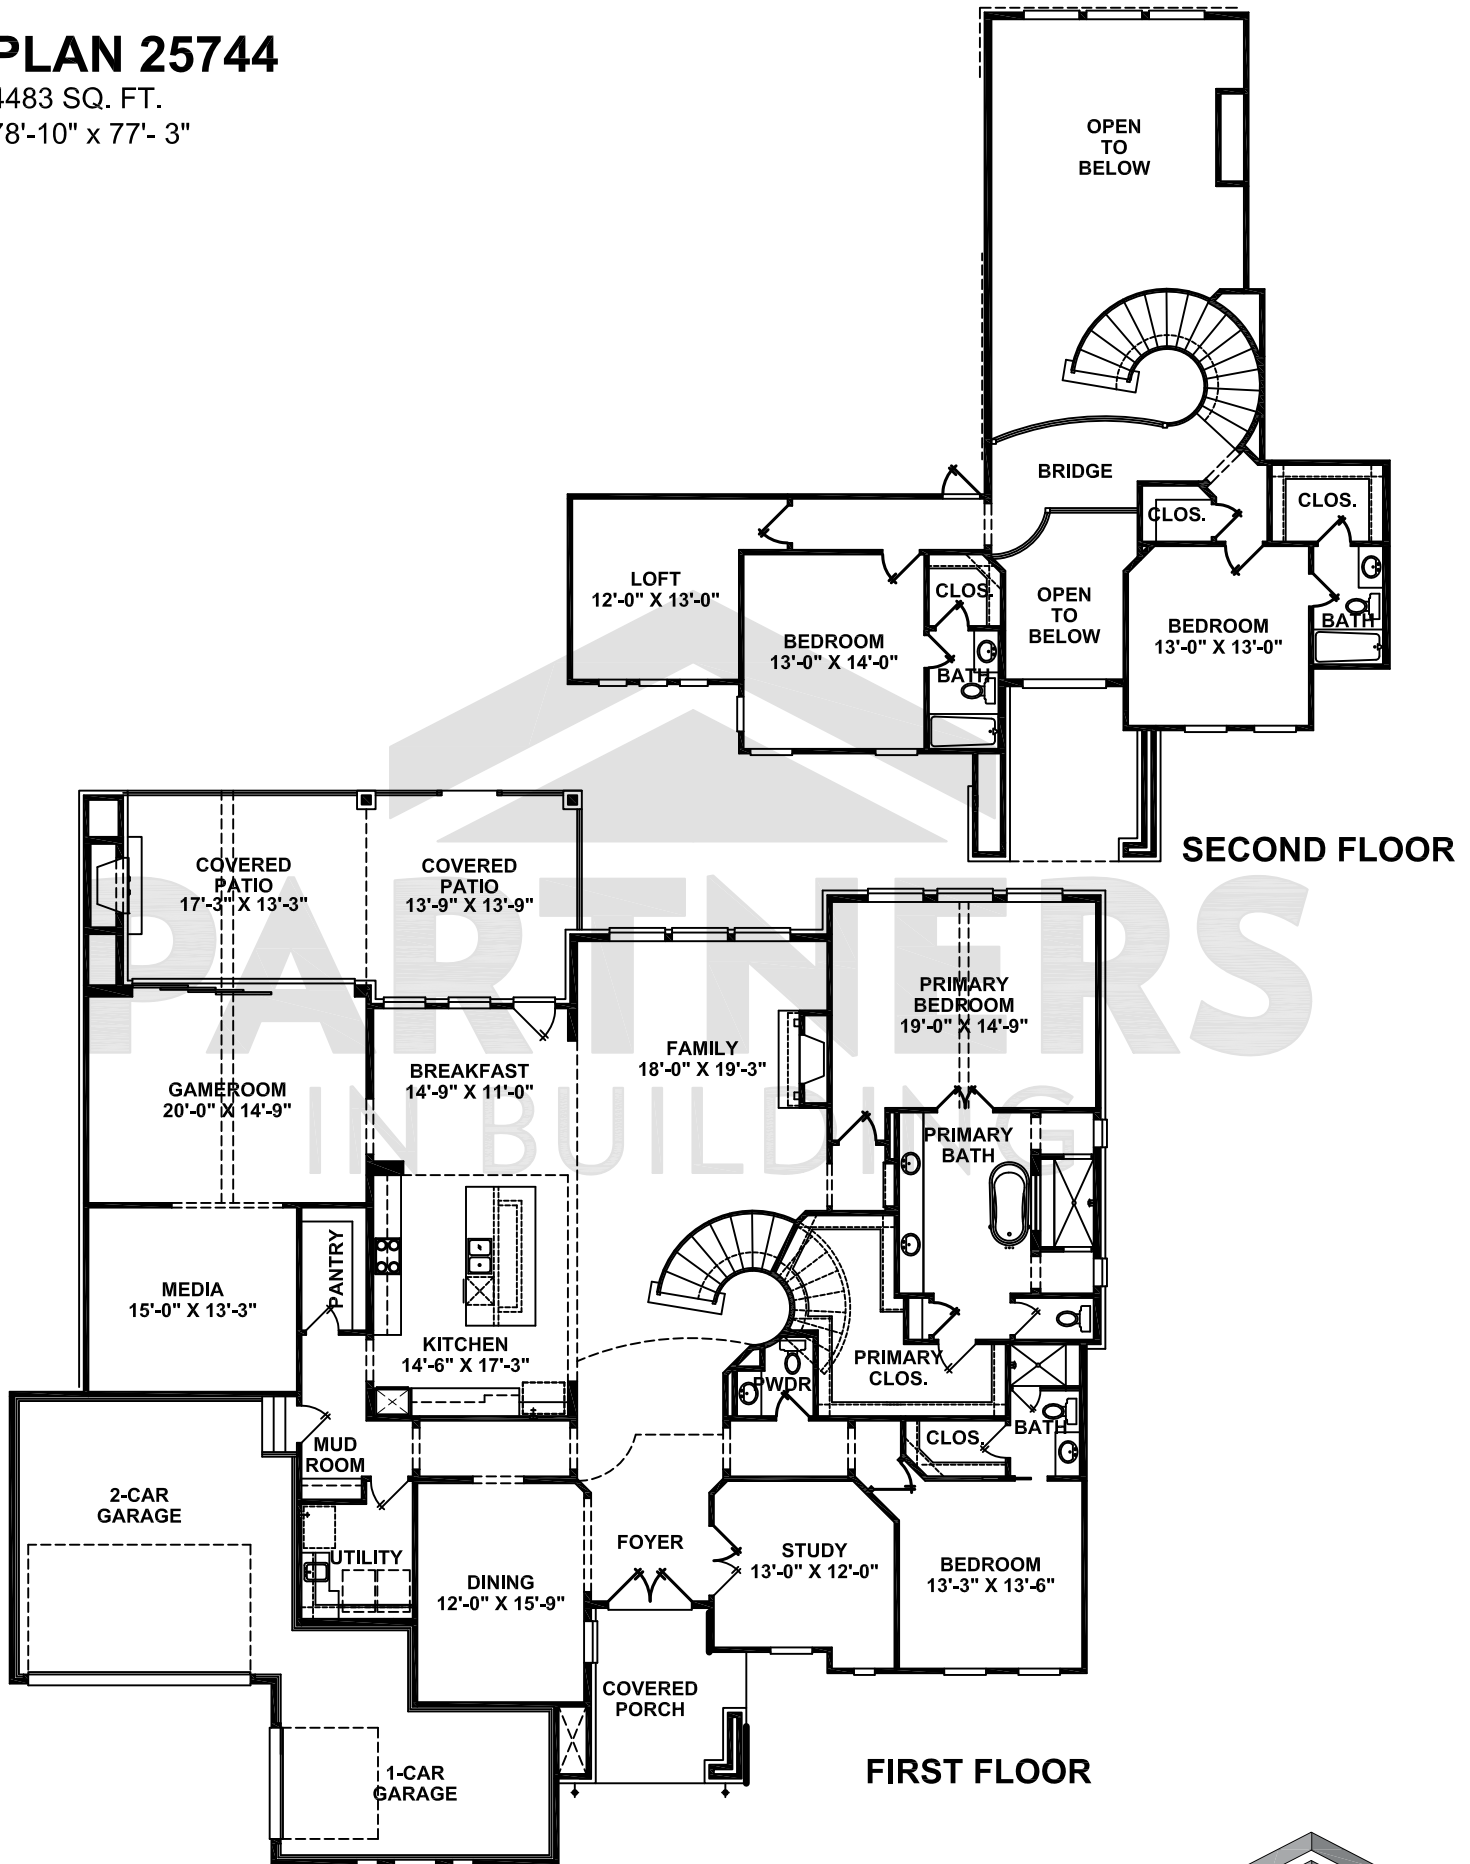 PLAN 25744
4483 SQ. FT.
78'-10" x 77'- 3"
OPEN
TO
BELOW
BRIDGE
CLOS.
CLOS.
LOFT
12'-0" X 13'-0"
CLOS.
OPEN
TO
BELOW
BEDROOM
13'-0" X 14'-0"
BATH
BEDROOM
13'-0" X 13'-0"
BATH
SECOND FLOOR
COVERED
PATIO
17'-3" X 13'-3"
COVERED
PATIO
13'-9" X 13'-9"
PARTNERS
IN BUILDING
PRIMARY
BEDROOM
19'-0" X 14'-9"
FAMILY
18'-0" X 19'-3"
BREAKFAST
14'-9" X 11'-0"
GAMEROOM
20'-0" X 14'-9"
PRIMARY
BATH
PANTRY
MEDIA
15'-0" X 13'-3"
KITCHEN
14'-6" X 17'-3"
PRIMARY
CLOS.
PWDR
MUD
ROOM
CLOS.
BATH
2-CAR
GARAGE
UTILITY
DINING
12'-0" X 15'-9"
FOYER
STUDY
13'-0" X 12'-0"
BEDROOM
13'-3" X 13'-6"
COVERED
PORCH
1-CAR
GARAGE
FIRST FLOOR